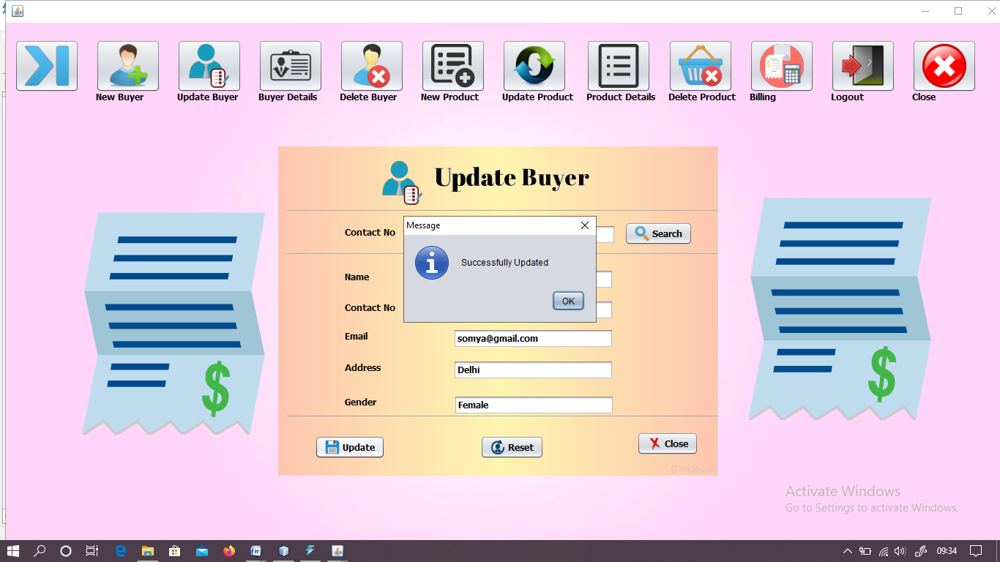 New Buyer
Update Buyer
Buyer Details
Delete Buyer
New Product
Update Product
Product Details
Delete Product
Billing
Logout
Close
Update Buyer
Contact No
Search
Message
Successfully Updated
OK
Name
Contact No
Email
somya@gmail.com
Address
Delhi
Gender
Female
Update
Reset
Close
Activate Windows
Go to Settings to activate Windows.
09:34